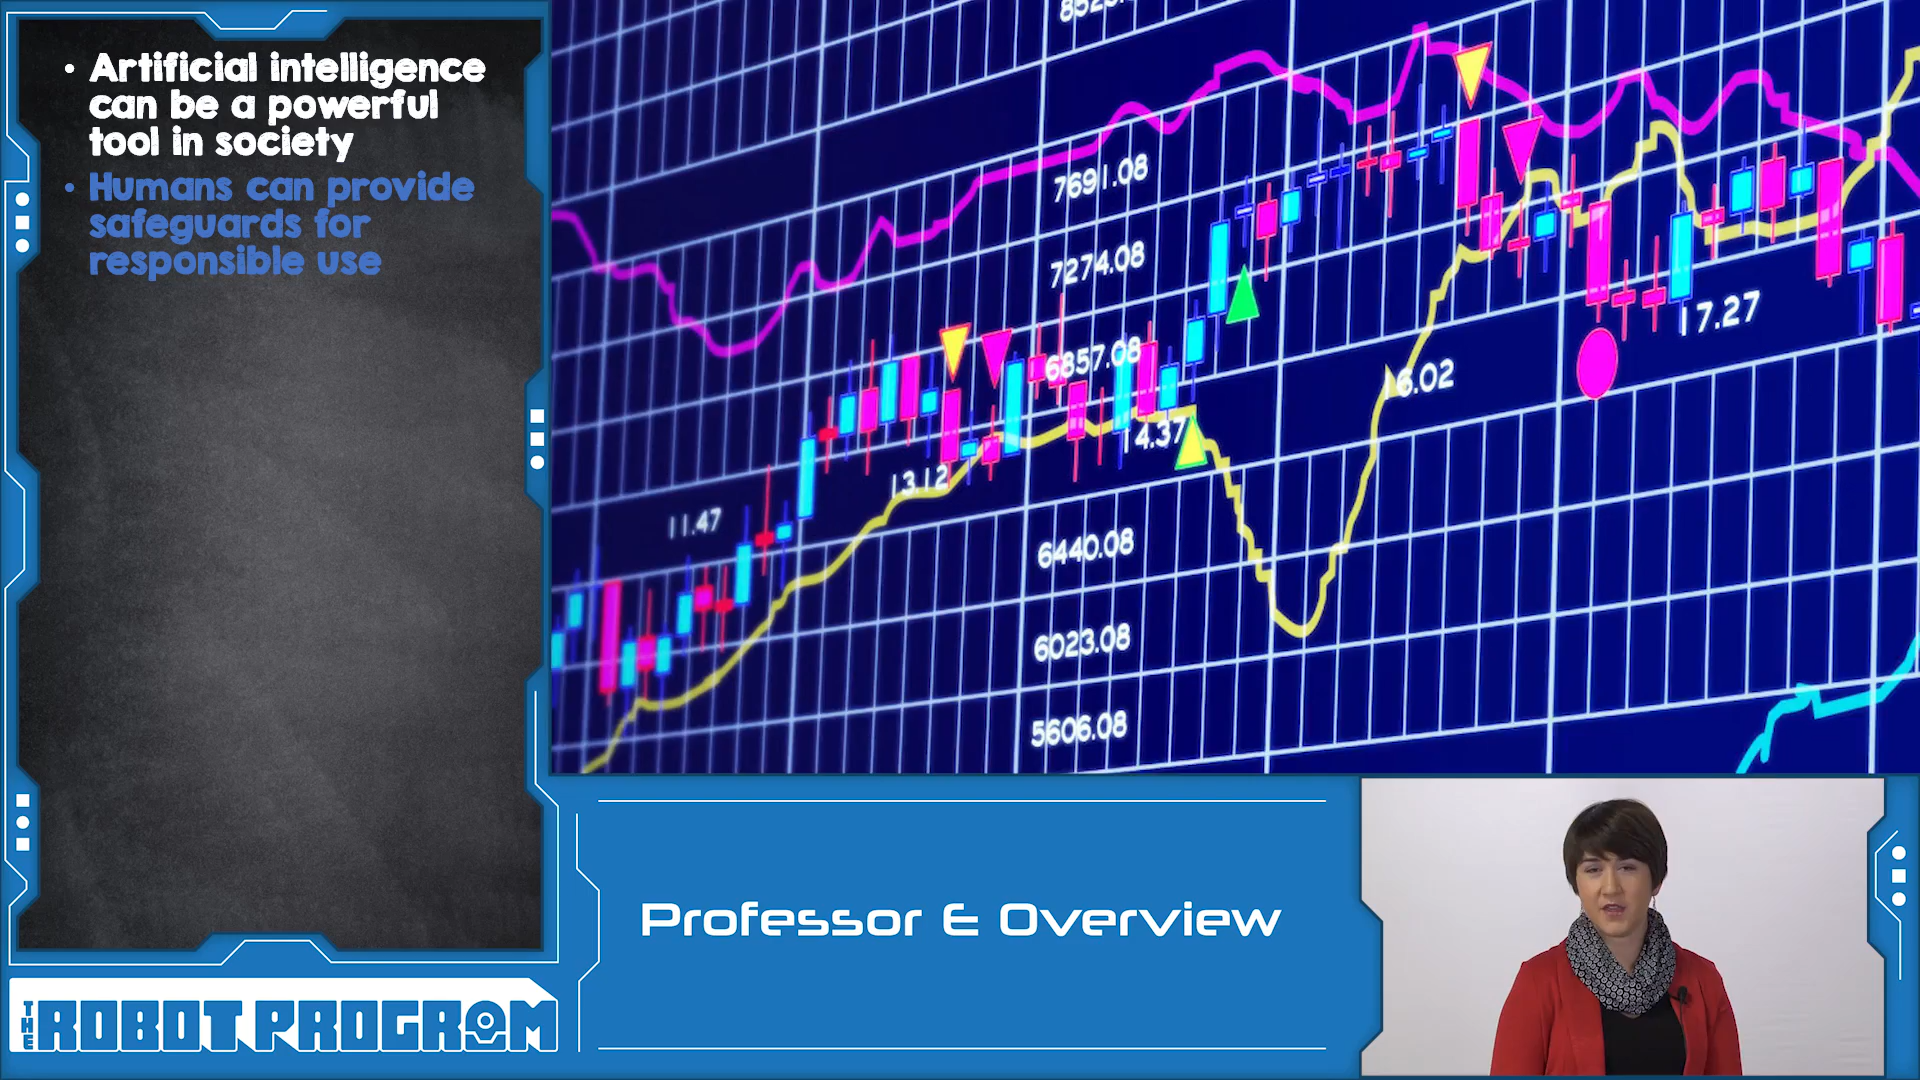 • Artificial intelligence
can be a powerful
tool in society
• Humans can provide
safeguards for
responsible use
7691.08
7274.08
6857.08
17.27
16.02
14.37
13.12
11.47
6440.08
6023.08
5606.08
Professor E Overview
THE ROBOT PROGRAM